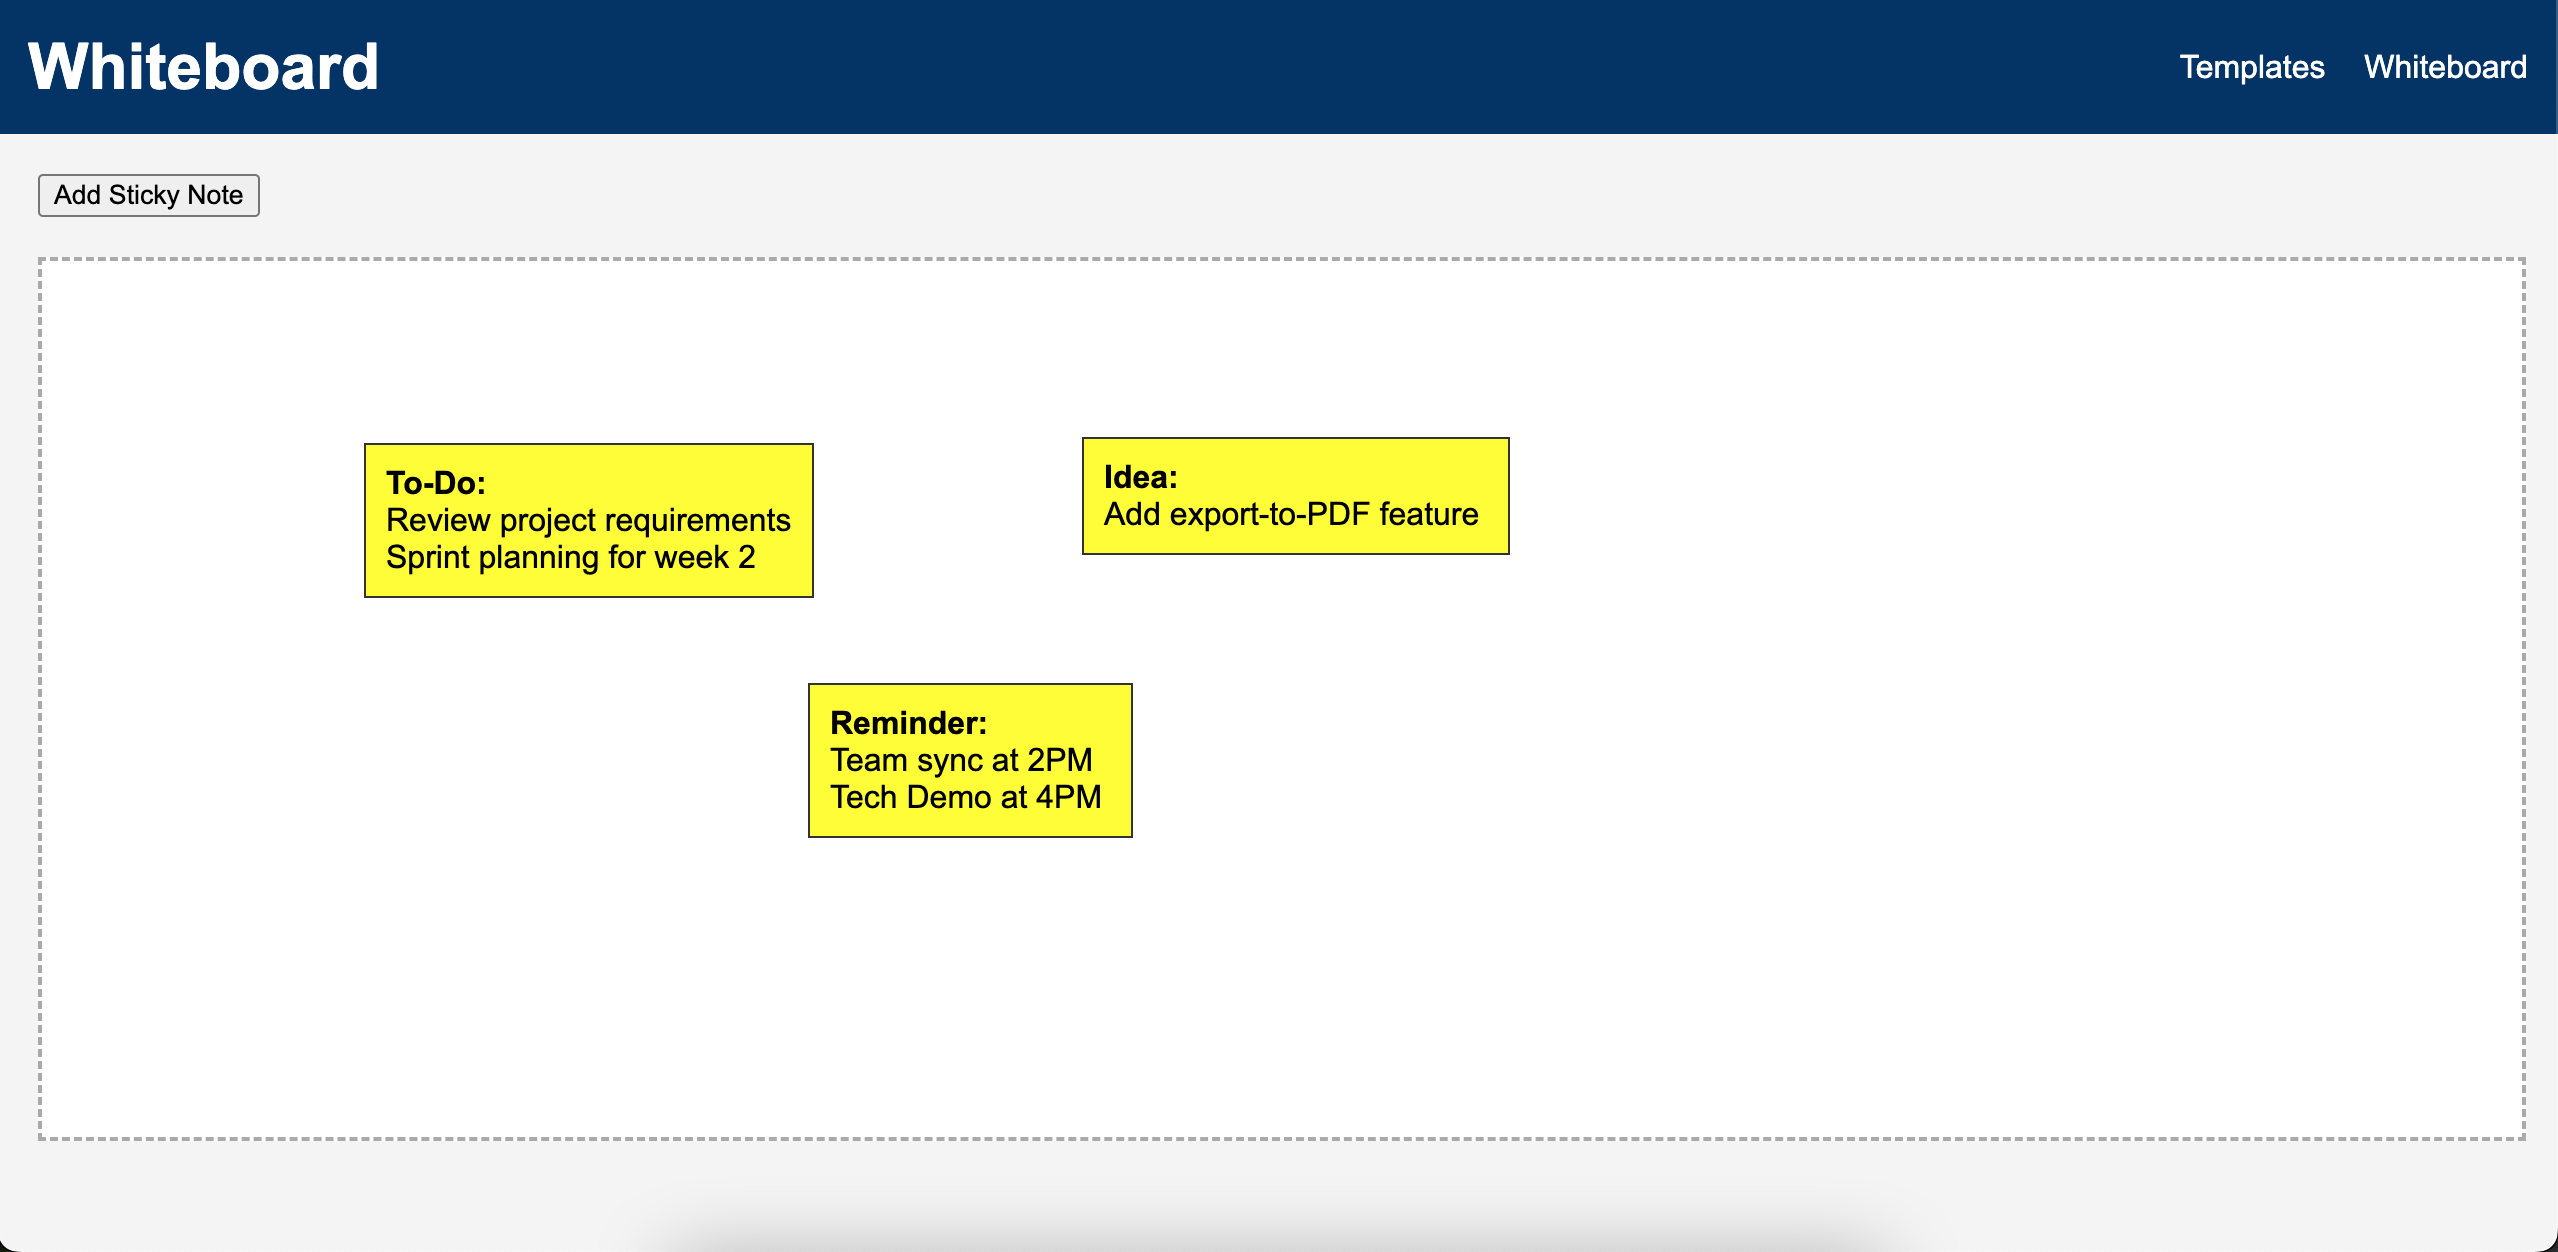 Whiteboard
Templates
Whiteboard
Add Sticky Note
To-Do:
Review project requirements
Sprint planning for week 2
Idea:
Add export-to-PDF feature
Reminder:
Team sync at 2PM
Tech Demo at 4PM